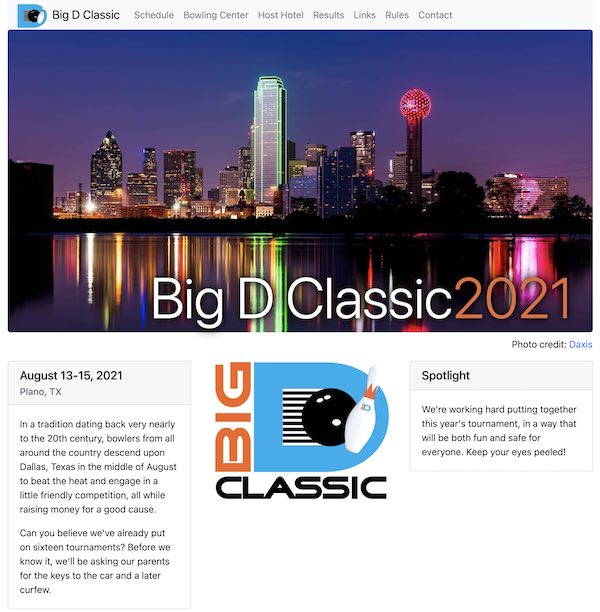 Big D Classic Schedule Bowling Center Host Hotel Results Links Rules Contact
Big D Classic2021
Photo credit: Daxis
August 13-15, 2021
Plano, TX
In a tradition dating back very nearly
to the 20th century, bowlers from all
around the country descend upon
Dallas, Texas in the middle of August
to beat the heat and engage in a
little friendly competition, all while
raising money for a good cause.
Can you believe we've already put
on sixteen tournaments? Before we
know it, we'll be asking our parents
for the keys to the car and a later
curfew.
BIG
D
CLASSIC
Spotlight
We're working hard putting together
this year's tournament, in a way that
will be both fun and safe for
everyone. Keep your eyes peeled!